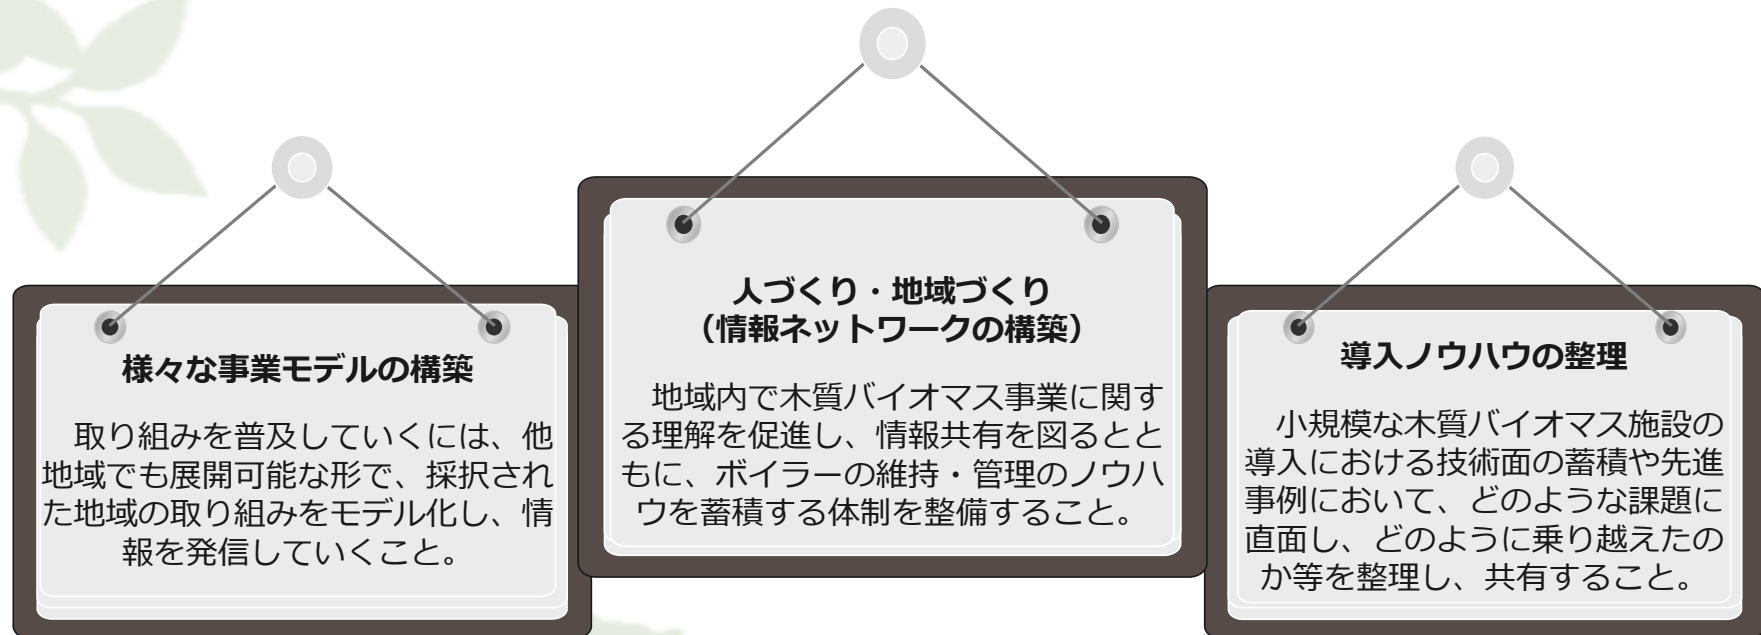 様々な事業モデルの構築
取り組みを普及していくには、他
地域でも展開可能な形で、採択され
た地域の取り組みをモデル化し、情
報を発信していくこと。
人づくり・地域づくり
（情報ネットワークの構築）
地域内で木質バイオマス事業に関す
る理解を促進し、情報共有を図るとと
もに、ボイラーの維持・管理のノウハ
ウを蓄積する体制を整備すること。
導入ノウハウの整理
小規模な木質バイオマス施設の
導入における技術面の蓄積や先進
事例において、どのような課題に
直面し、どのように乗り越えたの
か等を整理し、共有すること。